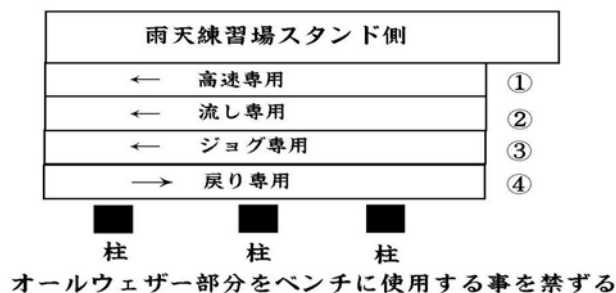 雨天練習場スタンド側
← 高速専用 ①
← 流し専用 ②
← ジョグ専用 ③
→ 戻り専用 ④
柱 柱 柱
オールウェザー部分をベンチに使用する事を禁ずる